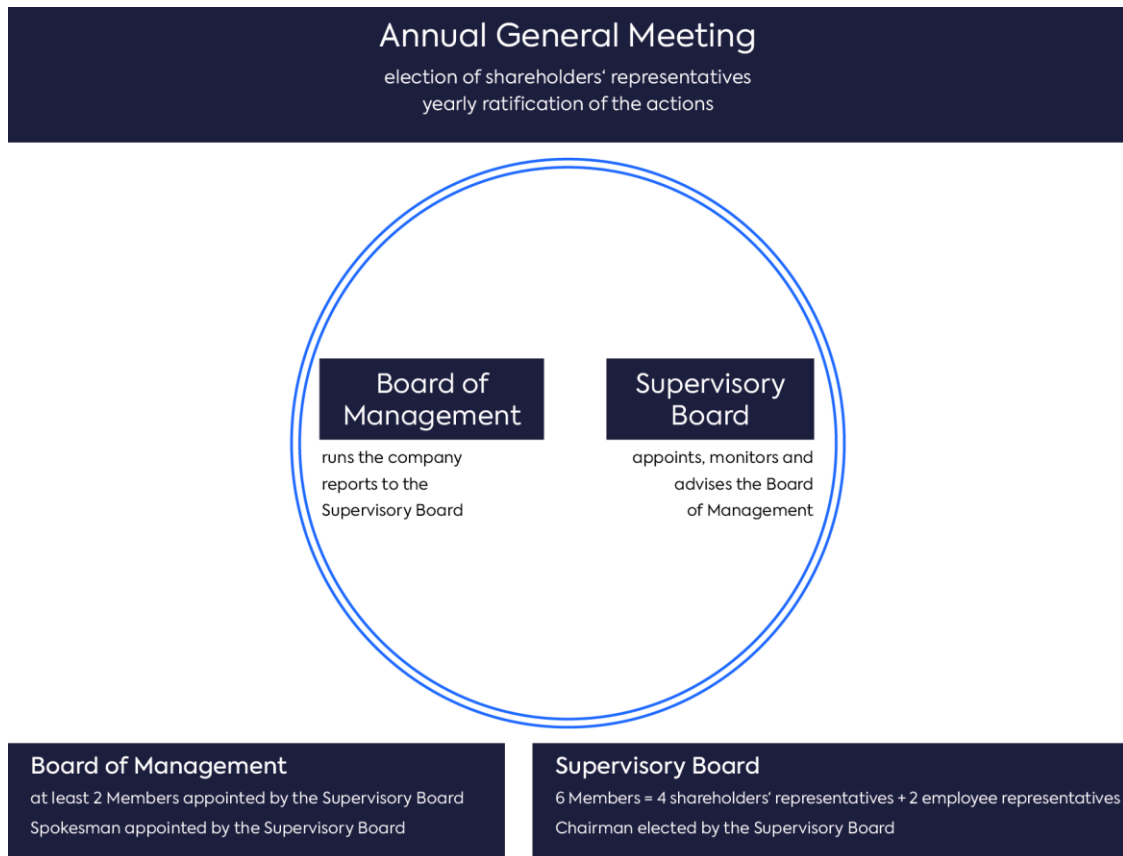 Annual General Meeting
election of shareholders‘ representatives
yearly ratification of the actions
Board of
Management
runs the company
reports to the
Supervisory Board
Supervisory
Board
appoints, monitors and
advises the Board
of Management
Board of Management
at least 2 Members appointed by the Supervisory Board
Spokesman appointed by the Supervisory Board
Supervisory Board
6 Members = 4 shareholders‘ representatives + 2 employee representatives
Chairman elected by the Supervisory Board